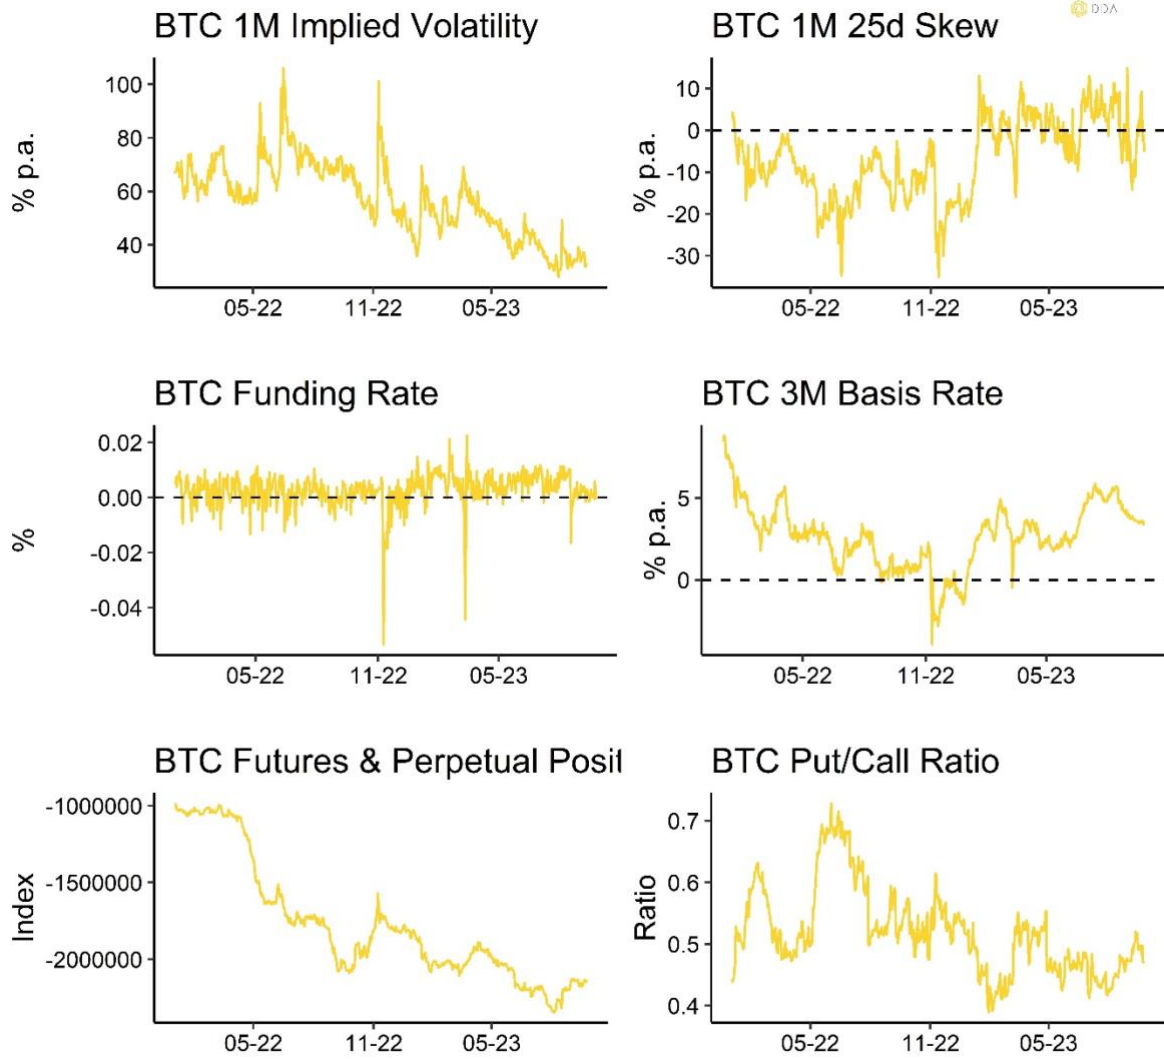 DDA
BTC 1M Implied Volatility
% p.a.
100
80
60
40
05-22 11-22 05-23
BTC 1M 25d Skew
% p.a.
10
0
-10
-20
-30
05-22 11-22 05-23
BTC Funding Rate
%
0.02
0.00
-0.02
-0.04
05-22 11-22 05-23
BTC 3M Basis Rate
% p.a.
5
0
05-22 11-22 05-23
BTC Futures & Perpetual Posit
Index
-1000000
-1500000
-2000000
05-22 11-22 05-23
BTC Put/Call Ratio
Ratio
0.7
0.6
0.5
0.4
05-22 11-22 05-23